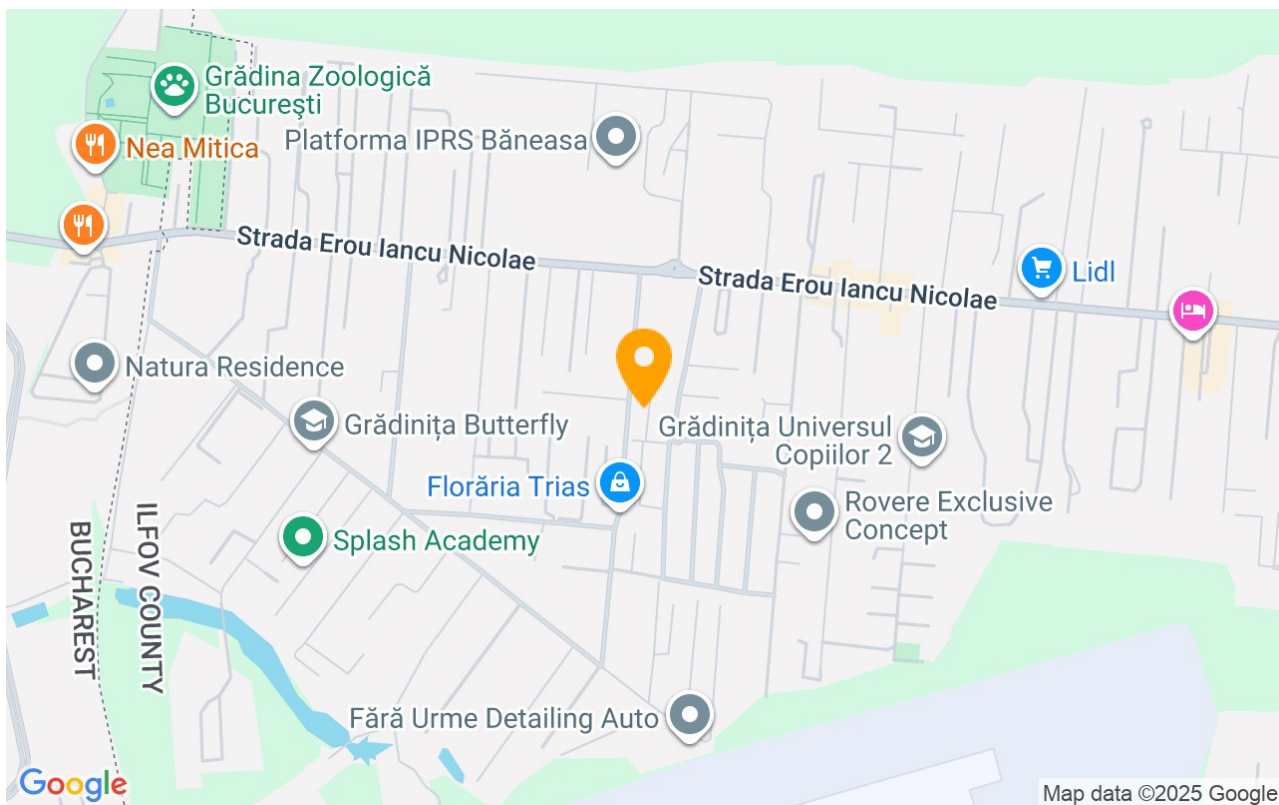 Grădina Zoologică
București
Nea Mitica
Platforma IPRS Băneasa
Strada Erou Iancu Nicolae
Strada Erou Iancu Nicolae
Lidl
Natura Residence
Grădinița Butterfly
Grădinița Universul
Copiilor 2
Florăria Trias
Rovere Exclusive
Concept
Splash Academy
BUCHAREST
ILFOV COUNTY
Fără Urme Detailing Auto
Google
Map data ©2025 Google